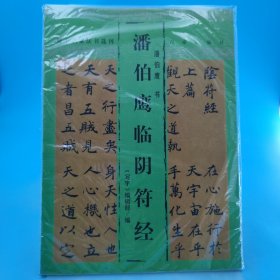 潘伯鹰 书
潘伯鹰临阴符经
编辑部 编
陰符經
上篇
觀天之道執
天之行盡矣
天有五賊見
之者昌五賊
在心施行於
天宇宙在乎
手萬化生乎
身天性人也
人心機也立
天之道以定